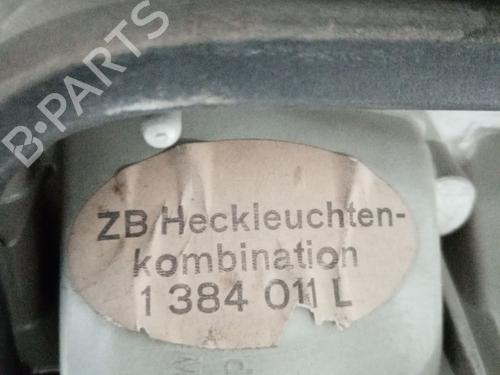 B-PARTS
ZB Heckleuchten-
kombination
1 384 011 L